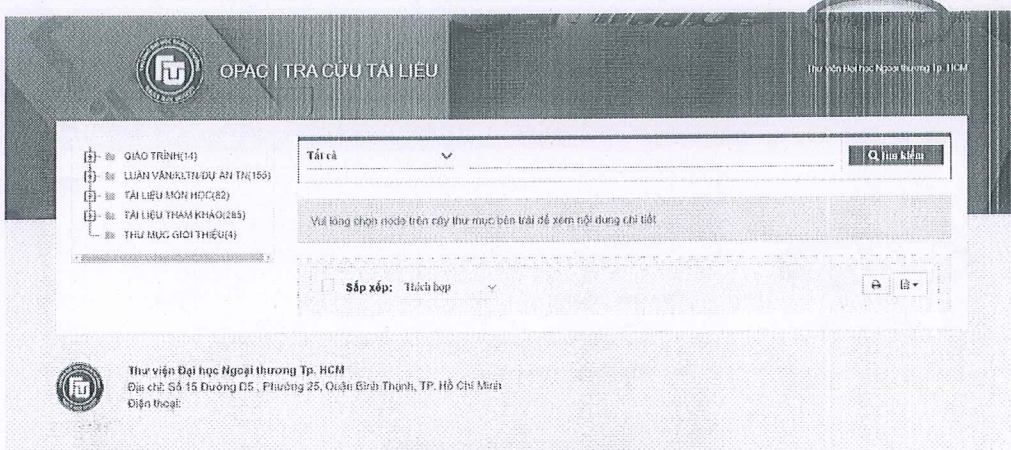 OPAC | TRA CỨU TÀI LIỆU
Thư viện Đại học Ngoại thương Tp. HCM
GIÁO TRÌNH(14)
LUẬN VĂN/KLTN/DỰ ÁN TN(156)
TÀI LIỆU MÔN HỌC(82)
TÀI LIỆU THAM KHẢO(285)
THƯ MỤC GIỚI THIỆU(4)
Tất cả
Tìm kiếm
Vui lòng chọn node trên cây thư mục bên trái để xem nội dung chi tiết
Sắp xếp: Thích hợp
Thư viện Đại học Ngoại thương Tp. HCM
Địa chỉ: Số 15 Đường D5 , Phường 25, Quận Bình Thạnh, TP. Hồ Chí Minh
Điện thoại: